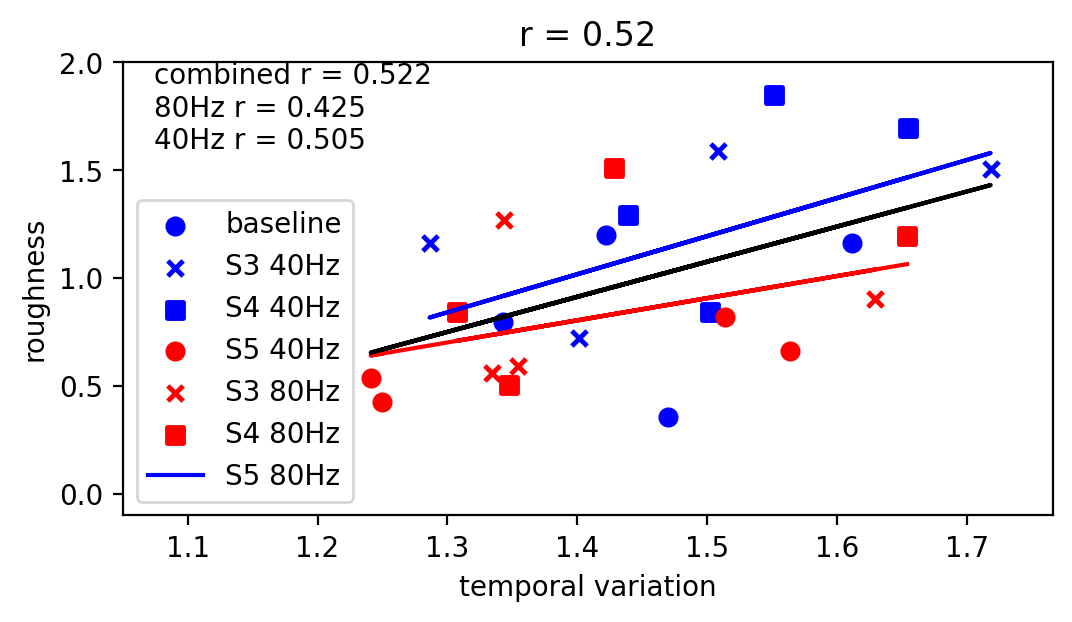 r = 0.52
combined r = 0.522
80Hz r = 0.425
40Hz r = 0.505
baseline
S3 40Hz
S4 40Hz
S5 40Hz
S3 80Hz
S4 80Hz
S5 80Hz
roughness
2.0
1.5
1.0
0.5
0.0
1.1 1.2 1.3 1.4 1.5 1.6 1.7
temporal variation